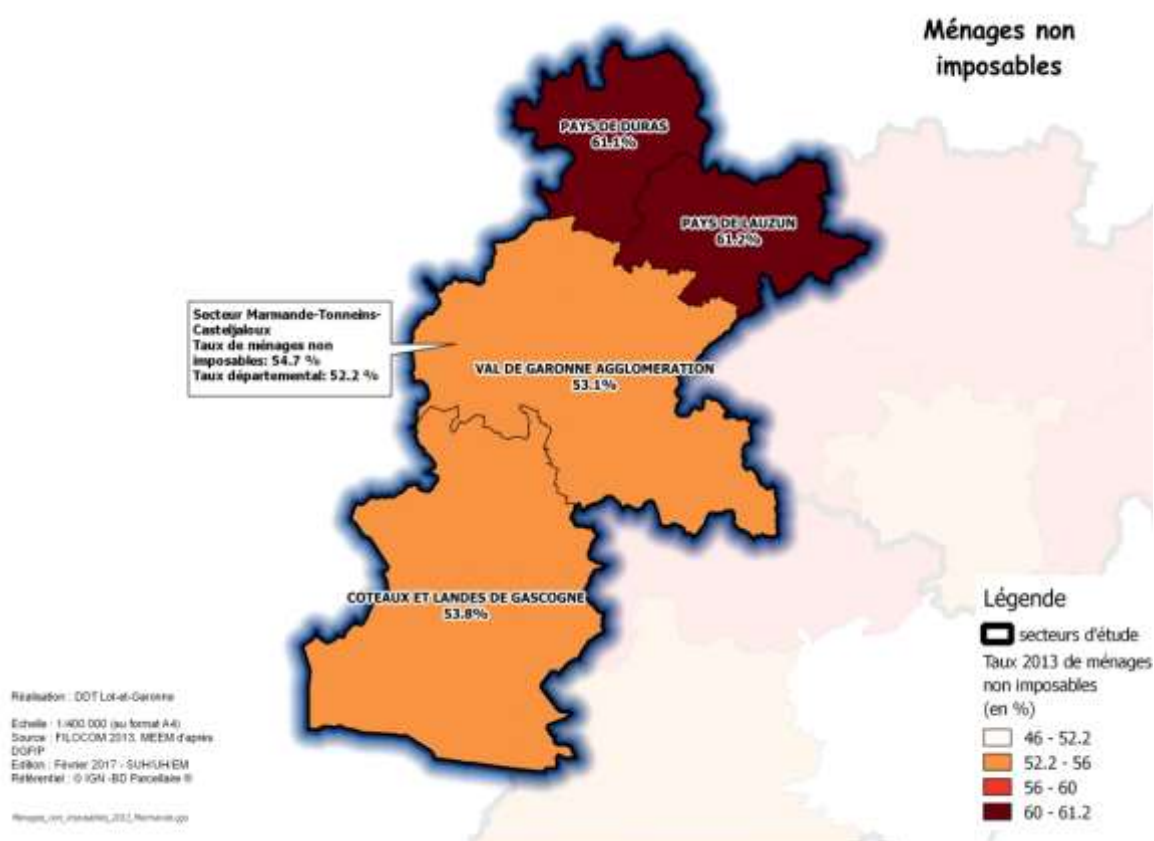 Ménages non
imposables
PAYS DE DURAS
61.1%
PAYS DE LAUZUN
61.2%
Secteur Marmande-Tonneins-
Casteljaloux
Taux de ménages non
imposables: 54.7 %
Taux départemental: 52.2 %
VAL DE GARONNE AGGLOMERATION
53.1%
COTEAUX ET LANDES DE GASCOGNE
53.8%
Légende
secteurs d'étude
Taux 2013 de ménages
non imposables
(en %)
46 - 52.2
52.2 - 56
56 - 60
60 - 61.2
Réalisation : DDT Lot-et-Garonne
Echelle : 1/400 000 (au format A4)
Source : FILOCOM 2013, MEEM d'après
DGFIP
Edition : Février 2017 - SUH/UH/EM
Référentiel : © IGN -BD Parcellaire ®
Ménages_non_imposables_2013_Marmande.qgs